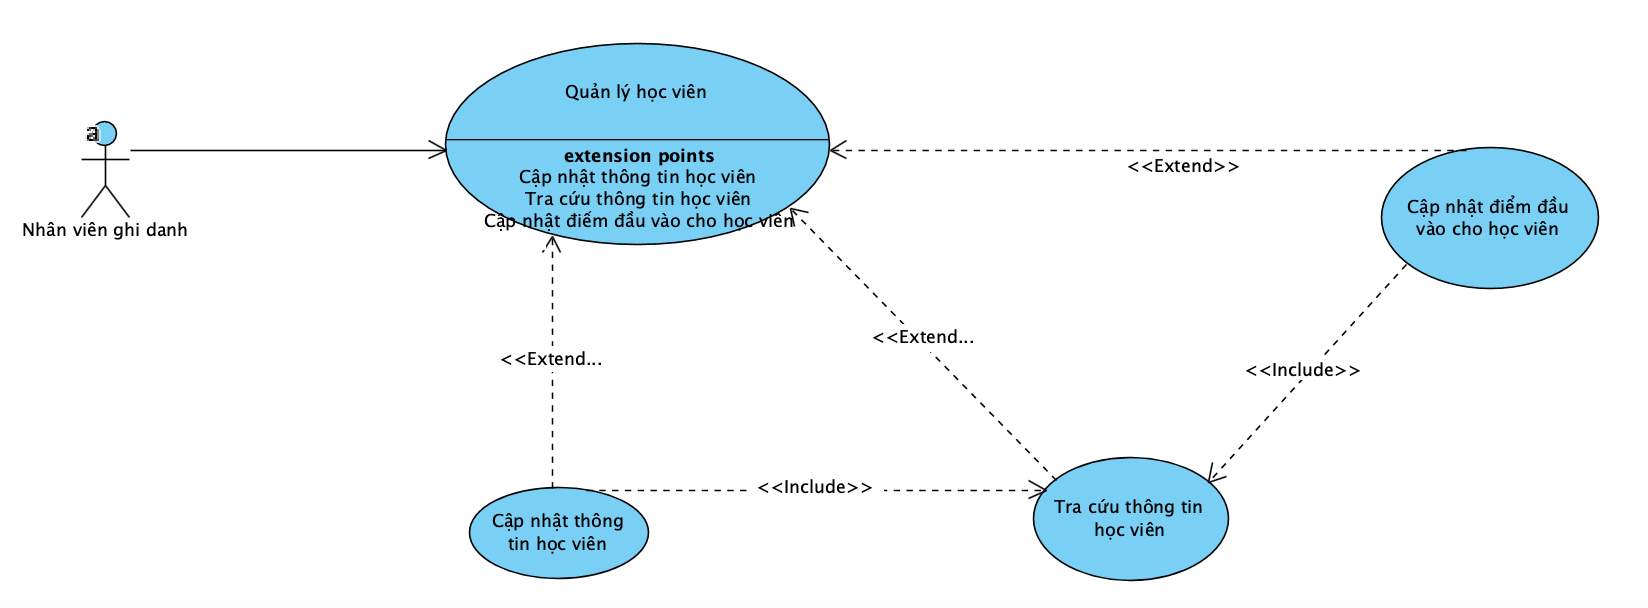 a
Nhân viên ghi danh
Quản lý học viên
extension points
Cập nhật thông tin học viên
Tra cứu thông tin học viên
Cập nhật điếm đầu vào cho học viên
<<Extend>>
Cập nhật điểm đầu
vào cho học viên
<<Extend...
<<Extend...
<<Include>>
<<Include>>
Cập nhật thông
tin học viên
Tra cứu thông tin
học viên